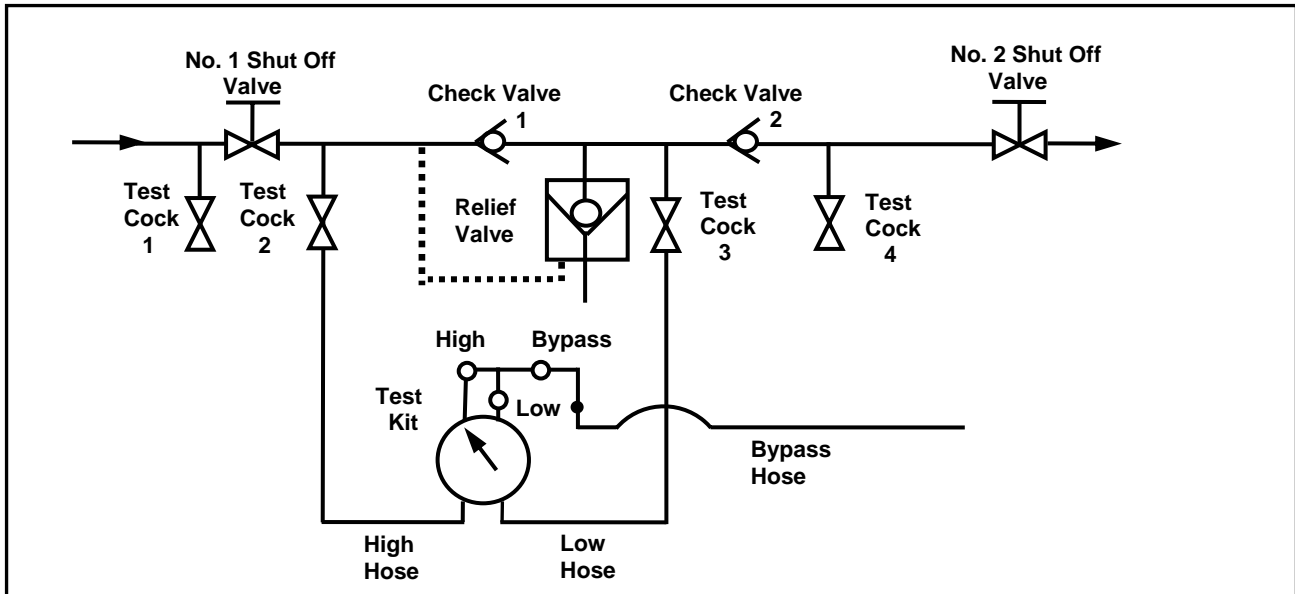 No. 1 Shut Off
Valve
Check Valve
1
Check Valve
2
No. 2 Shut Off
Valve
Test
Cock
1
Test
Cock
2
Relief
Valve
Test
Cock
3
Test
Cock
4
High
Bypass
Test
Kit
Low
Bypass
Hose
High
Hose
Low
Hose